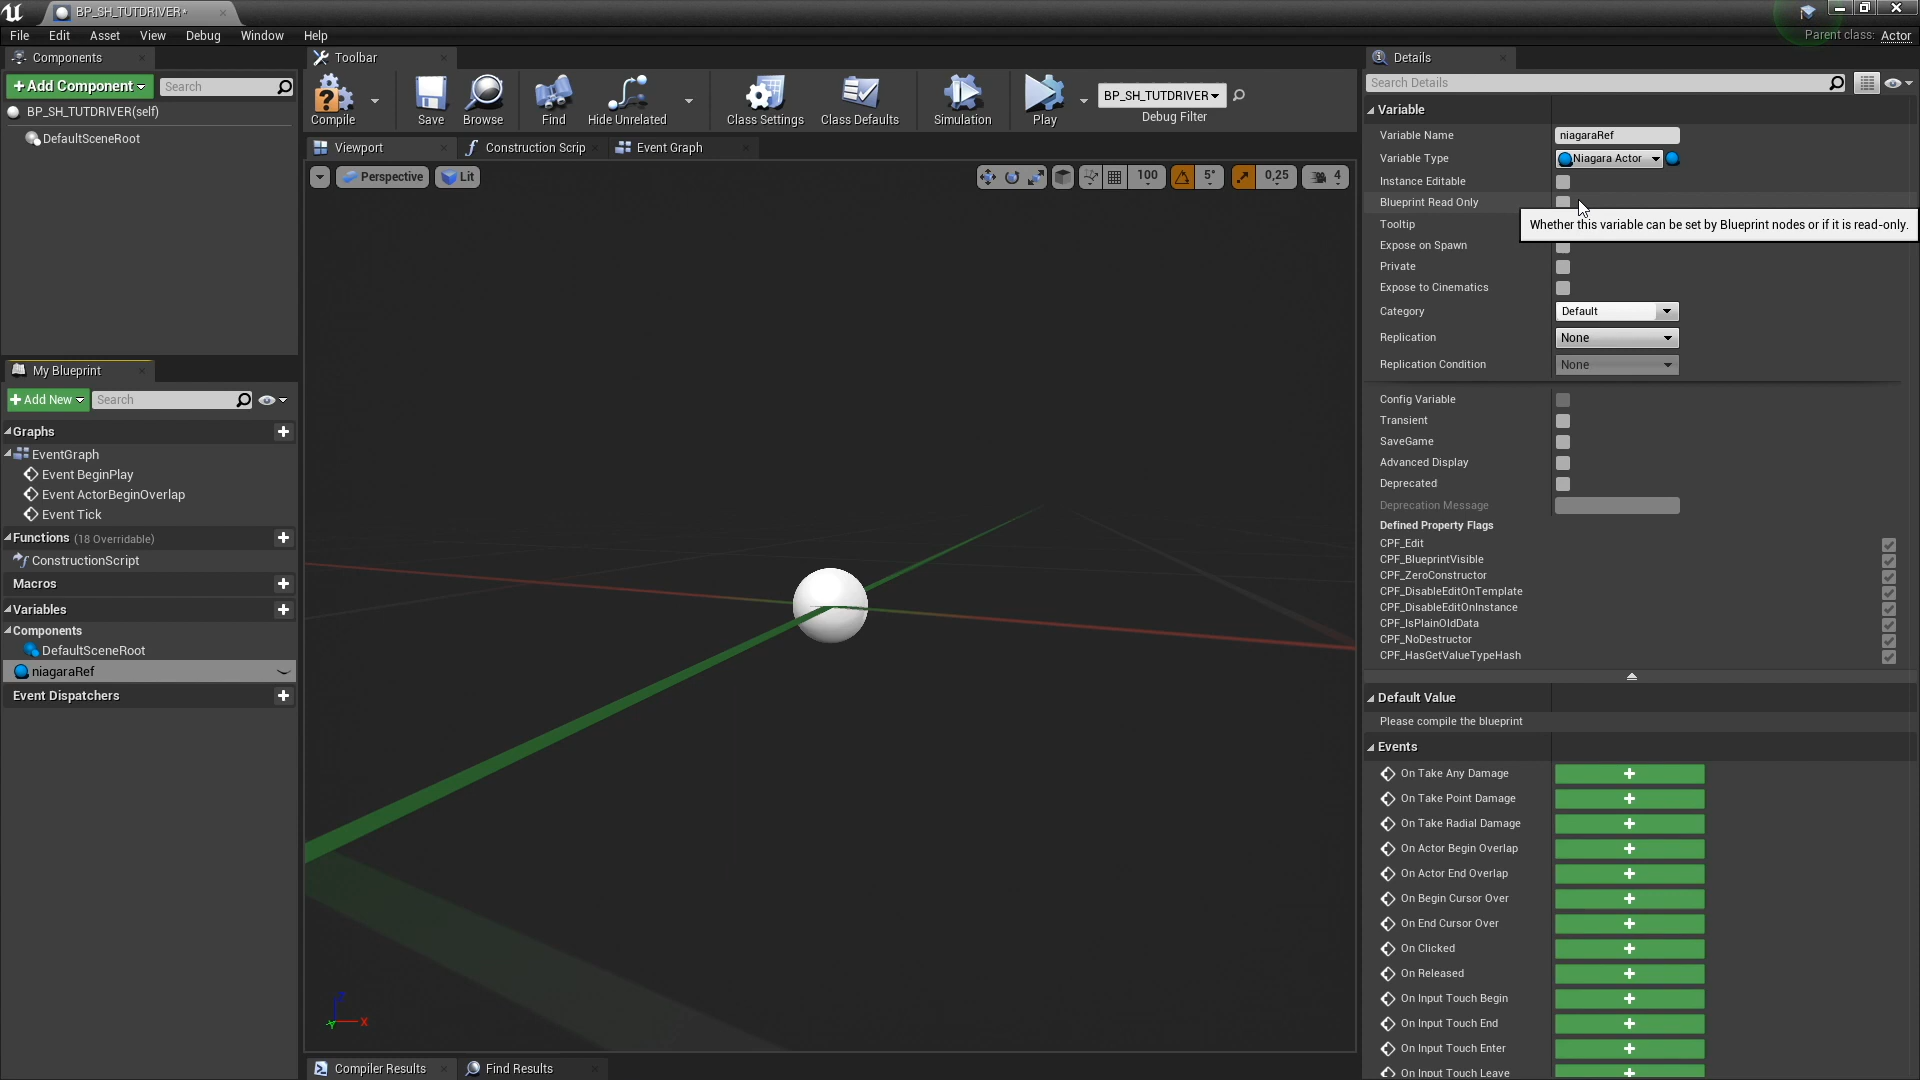 BP_SH_TUTDRIVER*
File Edit Asset View Debug Window Help
Parent class: Actor
Components
Add Component
Search
BP_SH_TUTDRIVER(self)
DefaultSceneRoot
My Blueprint
Add New
Search
Graphs
EventGraph
Event BeginPlay
Event ActorBeginOverlap
Event Tick
Functions (18 Overridable)
ConstructionScript
Macros
Variables
Components
DefaultSceneRoot
niagaraRef
Event Dispatchers
Toolbar
Compile
Save
Browse
Find
Hide Unrelated
Class Settings
Class Defaults
Simulation
Play
BP_SH_TUTDRIVER
Debug Filter
Viewport
Construction Scrip
Event Graph
Perspective
Lit
100
5°
0,25
4
Z
Y
X
Compiler Results
Find Results
Details
Search Details
Variable
Variable Name niagaraRef
Variable Type Niagara Actor
Instance Editable
Blueprint Read Only
Whether this variable can be set by Blueprint nodes or if it is read-only.
Tooltip
Expose on Spawn
Private
Expose to Cinematics
Category Default
Replication None
Replication Condition None
Config Variable
Transient
SaveGame
Advanced Display
Deprecated
Deprecation Message
Defined Property Flags
CPF_Edit
CPF_BlueprintVisible
CPF_ZeroConstructor
CPF_DisableEditOnTemplate
CPF_DisableEditOnInstance
CPF_IsPlainOldData
CPF_NoDestructor
CPF_HasGetValueTypeHash
Default Value
Please compile the blueprint
Events
On Take Any Damage
On Take Point Damage
On Take Radial Damage
On Actor Begin Overlap
On Actor End Overlap
On Begin Cursor Over
On End Cursor Over
On Clicked
On Released
On Input Touch Begin
On Input Touch End
On Input Touch Enter
On Input Touch Leave